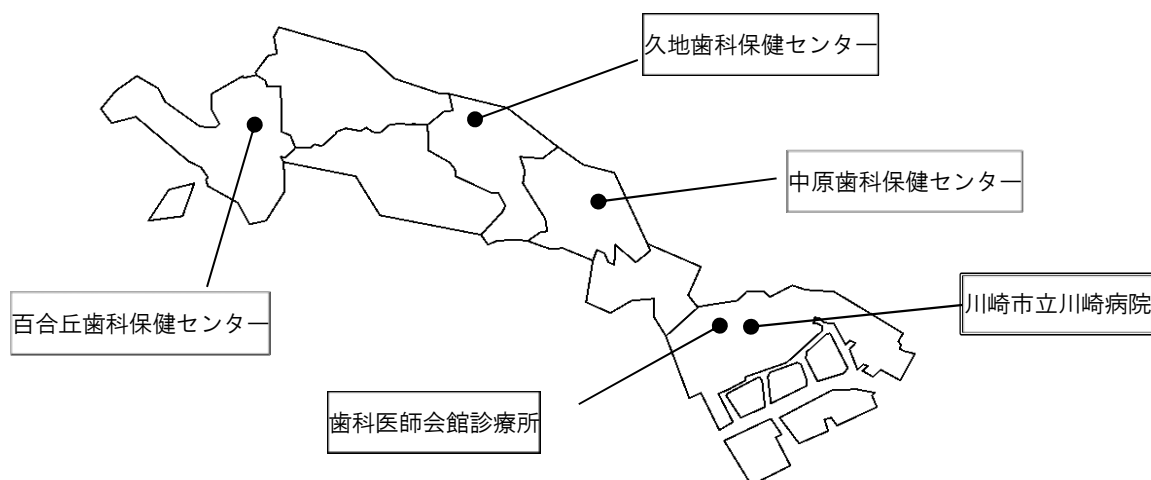 久地歯科保健センター
中原歯科保健センター
川崎市立川崎病院
百合丘歯科保健センター
歯科医師会館診療所